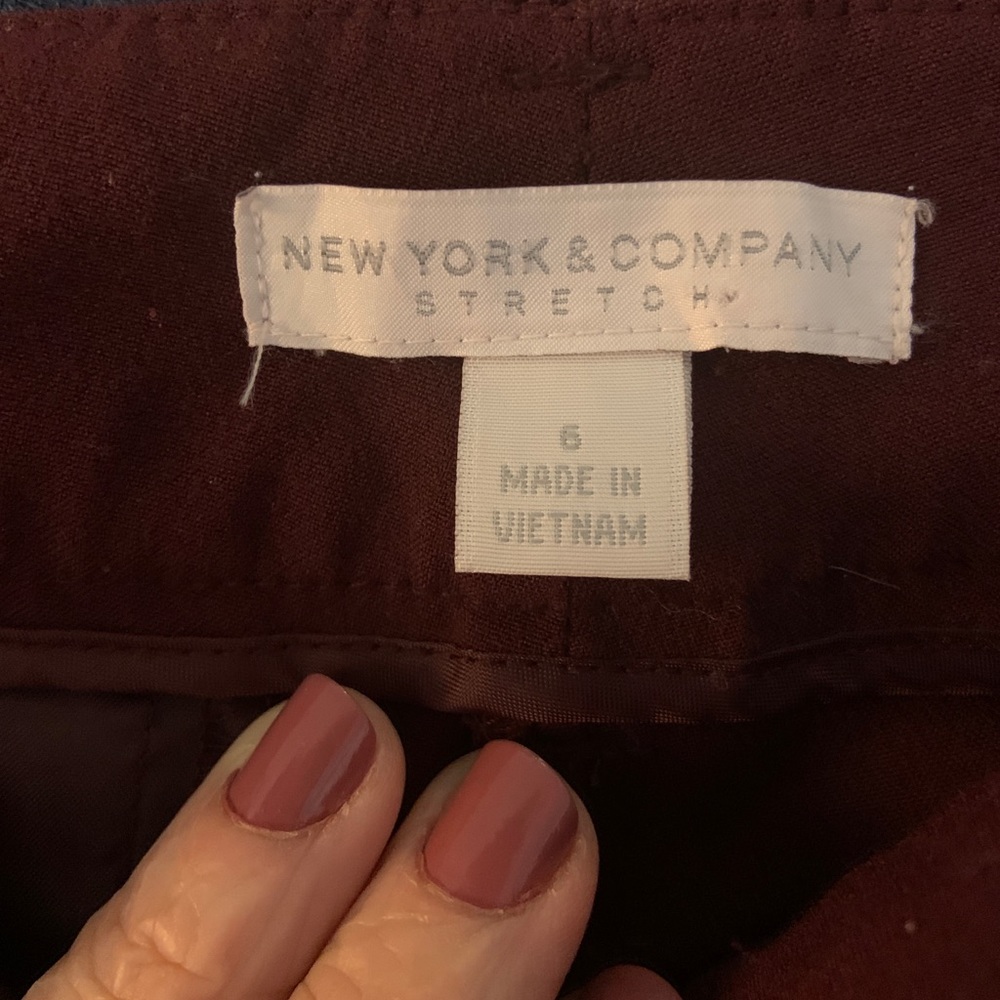 NEW YORK & COMPANY
STRETCH
6
MADE IN
VIETNAM